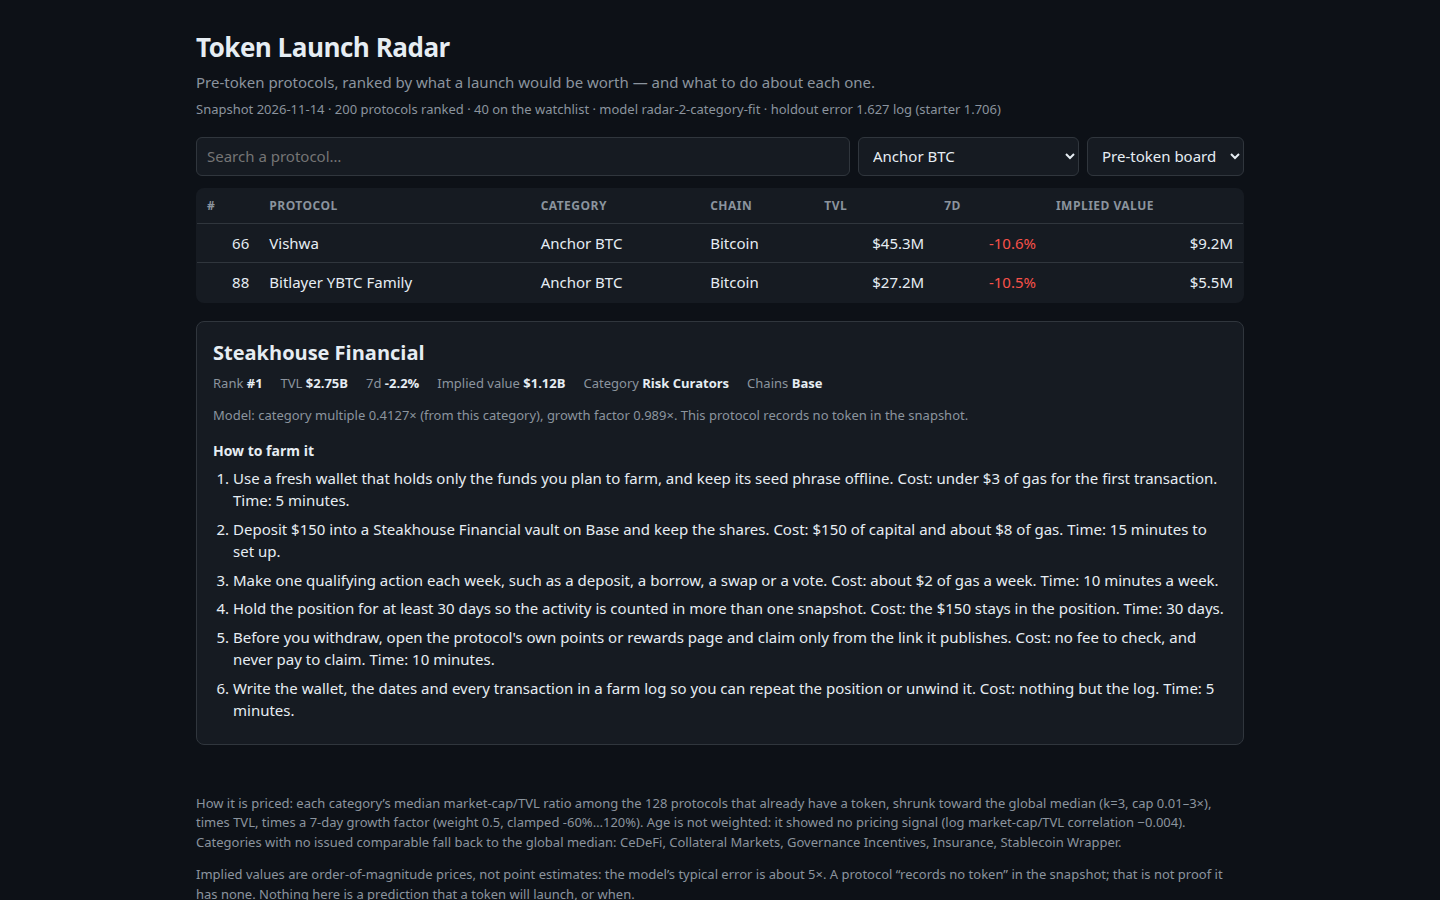 Token Launch Radar
Pre-token protocols, ranked by what a launch would be worth — and what to do about each one.
Snapshot 2026-11-14 · 200 protocols ranked · 40 on the watchlist · model radar-2-category-fit · holdout error 1.627 log (starter 1.706)
Search a protocol... Anchor BTC Pre-token board
# PROTOCOL CATEGORY CHAIN TVL 7D IMPLIED VALUE
66 Vishwa Anchor BTC Bitcoin $45.3M -10.6% $9.2M
88 Bitlayer YBTC Family Anchor BTC Bitcoin $27.2M -10.5% $5.5M
Steakhouse Financial
Rank #1 TVL $2.75B 7d -2.2% Implied value $1.12B Category Risk Curators Chains Base
Model: category multiple 0.4127× (from this category), growth factor 0.989×. This protocol records no token in the snapshot.
How to farm it
1. Use a fresh wallet that holds only the funds you plan to farm, and keep its seed phrase offline. Cost: under $3 of gas for the first transaction.
Time: 5 minutes.
2. Deposit $150 into a Steakhouse Financial vault on Base and keep the shares. Cost: $150 of capital and about $8 of gas. Time: 15 minutes to
set up.
3. Make one qualifying action each week, such as a deposit, a borrow, a swap or a vote. Cost: about $2 of gas a week. Time: 10 minutes a week.
4. Hold the position for at least 30 days so the activity is counted in more than one snapshot. Cost: the $150 stays in the position. Time: 30 days.
5. Before you withdraw, open the protocol's own points or rewards page and claim only from the link it publishes. Cost: no fee to check, and
never pay to claim. Time: 10 minutes.
6. Write the wallet, the dates and every transaction in a farm log so you can repeat the position or unwind it. Cost: nothing but the log. Time: 5
minutes.
How it is priced: each category’s median market-cap/TVL ratio among the 128 protocols that already have a token, shrunk toward the global median (k=3, cap 0.01–3×),
times TVL, times a 7-day growth factor (weight 0.5, clamped -60%…120%). Age is not weighted: it showed no pricing signal (log market-cap/TVL correlation −0.004).
Categories with no issued comparable fall back to the global median: CeDeFi, Collateral Markets, Governance Incentives, Insurance, Stablecoin Wrapper.
Implied values are order-of-magnitude prices, not point estimates: the model’s typical error is about 5×. A protocol “records no token” in the snapshot; that is not proof it
has none. Nothing here is a prediction that a token will launch, or when.